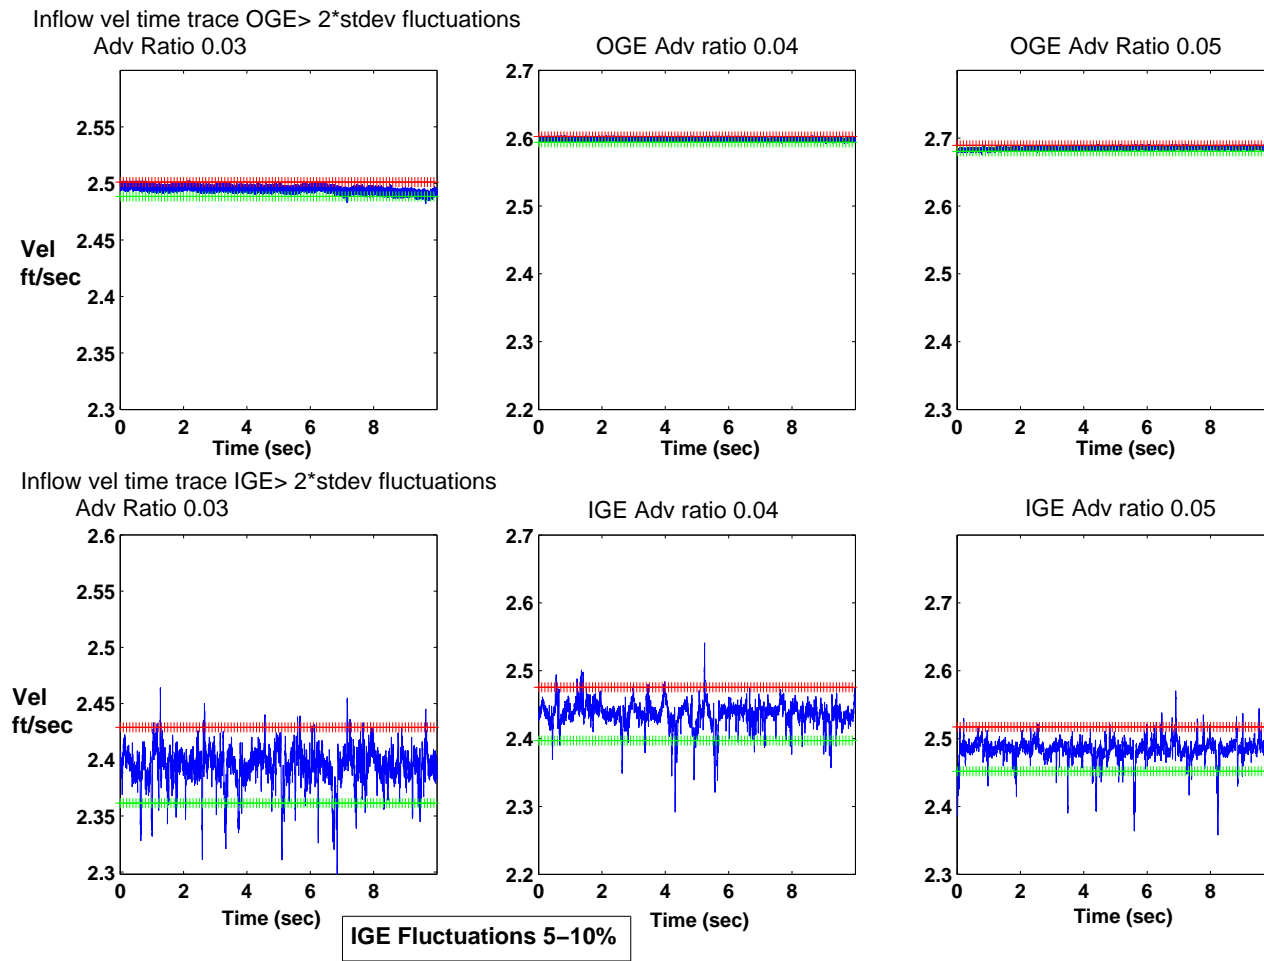 Inflow vel time trace OGE> 2*stdev fluctuations
Adv Ratio 0.03
OGE Adv ratio 0.04
OGE Adv Ratio 0.05
2.55
2.5
2.45
2.4
2.35
2.3
Vel
ft/sec
0 2 4 6 8
Time (sec)
2.7
2.6
2.5
2.4
2.3
2.2
0 2 4 6 8
Time (sec)
2.7
2.6
2.5
2.4
2.3
0 2 4 6 8
Time (sec)
Inflow vel time trace IGE> 2*stdev fluctuations
Adv Ratio 0.03
IGE Adv ratio 0.04
IGE Adv ratio 0.05
2.6
2.55
2.5
2.45
2.4
2.35
2.3
Vel
ft/sec
0 2 4 6 8
Time (sec)
2.7
2.6
2.5
2.4
2.3
2.2
0 2 4 6 8
Time (sec)
2.7
2.6
2.5
2.4
2.3
0 2 4 6 8
Time (sec)
IGE Fluctuations 5–10%